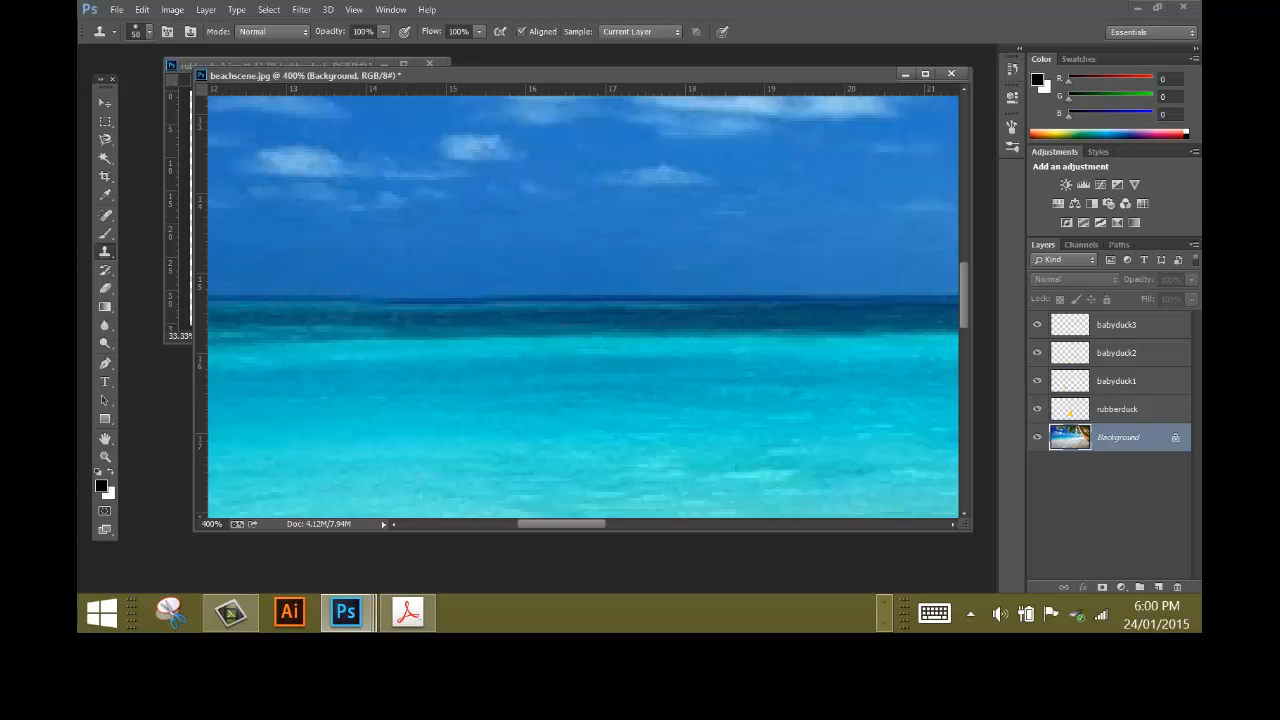 Ps File Edit Image Layer Type Select Filter 3D View Window Help
50 Mode: Normal Opacity: 100% Flow: 100% Aligned Sample: Current Layer Essentials
beachscene.jpg @ 400% (Background, RGB/8#) *
12 13 14 15 16 17 18 19 20 21
Color Swatches
R 0
G 0
B 0
Adjustments Styles
Add an adjustment
Layers Channels Paths
Kind
Normal Opacity: 100%
Lock: Fill: 100%
babyduck3
babyduck2
babyduck1
rubberduck
Background
33.33%
400% Doc: 4.12M/7.94M
Ai Ps
6:00 PM
24/01/2015